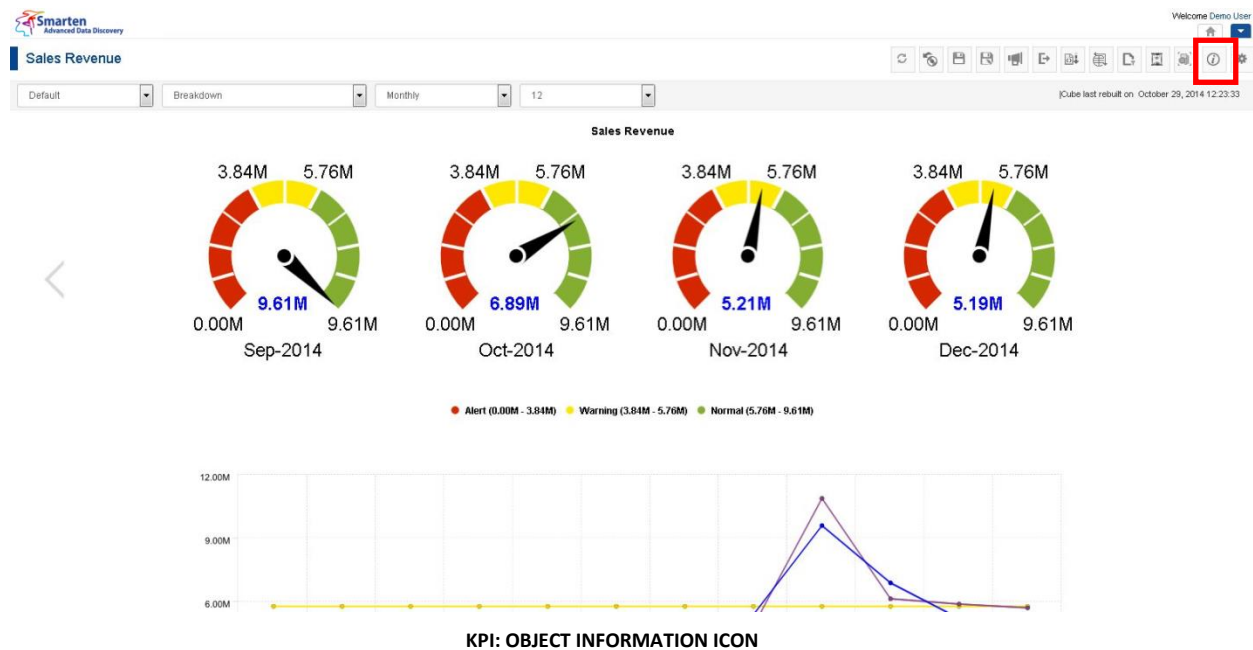 Smarten
Advanced Data Discovery
Welcome Demo User
Sales Revenue
Default Breakdown Monthly 12 |Cube last rebuilt on October 29, 2014 12:23:33
Sales Revenue
3.84M 5.76M 3.84M 5.76M 3.84M 5.76M 3.84M 5.76M
9.61M 6.89M 5.21M 5.19M
0.00M 9.61M 0.00M 9.61M 0.00M 9.61M 0.00M 9.61M
Sep-2014 Oct-2014 Nov-2014 Dec-2014
Alert (0.00M - 3.84M) Warning (3.84M - 5.76M) Normal (5.76M - 9.61M)
12.00M
9.00M
6.00M
KPI: OBJECT INFORMATION ICON